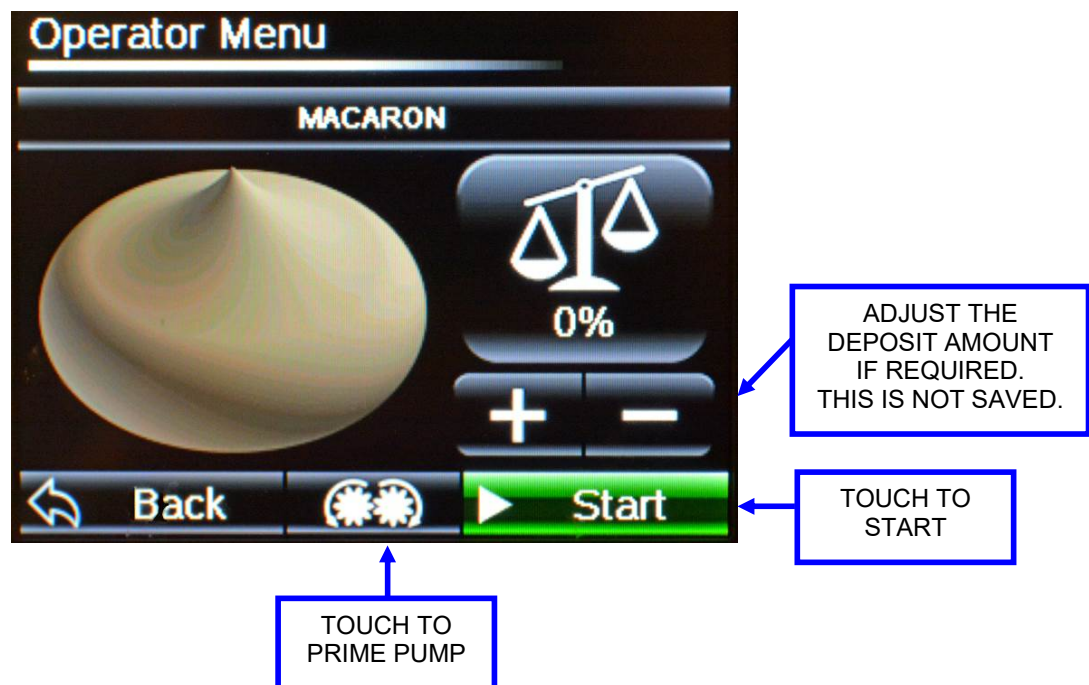 Operator Menu
MACARON
0%
+ −
Back
Start
ADJUST THE
DEPOSIT AMOUNT
IF REQUIRED.
THIS IS NOT SAVED.
TOUCH TO
START
TOUCH TO
PRIME PUMP